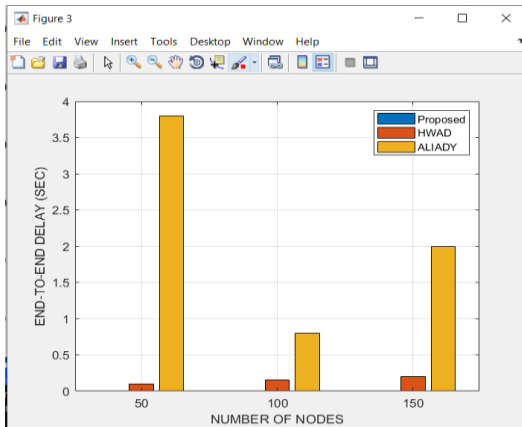 Figure 3
File Edit View Insert Tools Desktop Window Help
4
3.5
3
2.5
2
1.5
1
0.5
0
END-TO-END DELAY (SEC)
Proposed
HWAD
ALIADY
50 100 150
NUMBER OF NODES